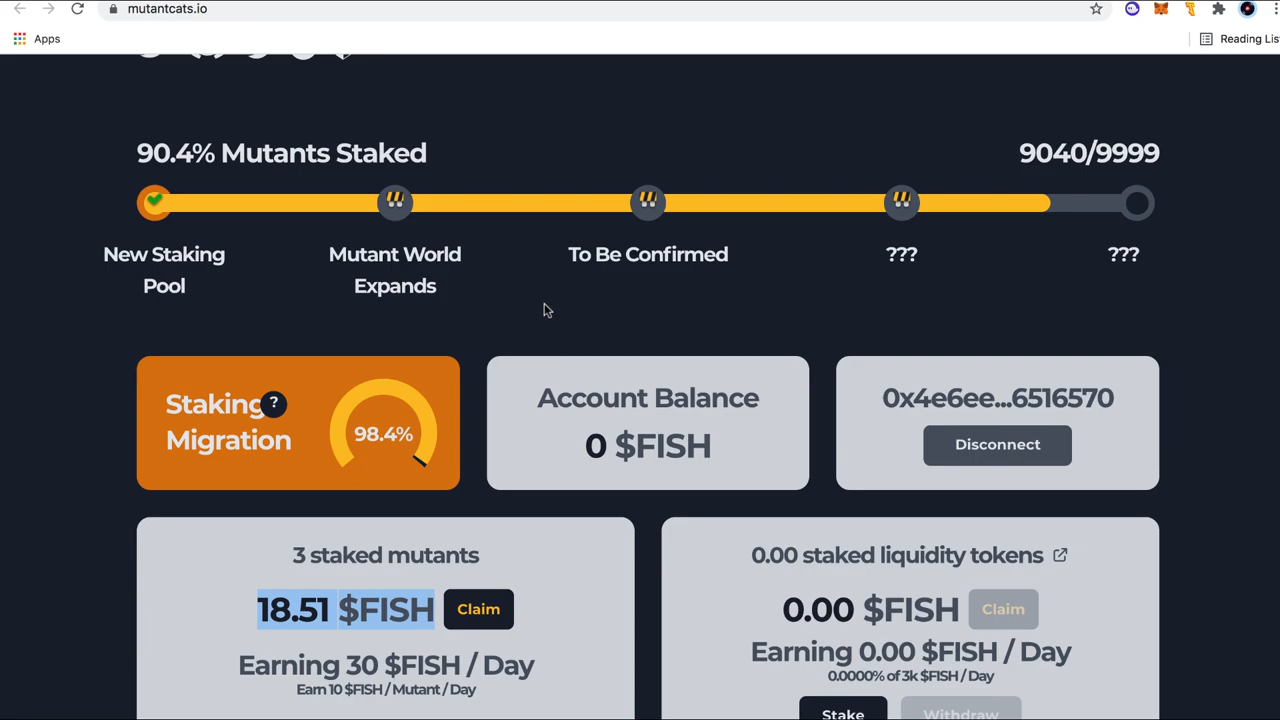 mutantcats.io
Apps
Reading List
90.4% Mutants Staked
9040/9999
New Staking
Pool
Mutant World
Expands
To Be Confirmed
???
???
Staking
?
Migration
98.4%
Account Balance
0 $FISH
0x4e6ee...6516570
Disconnect
3 staked mutants
18.51 $FISH
Claim
Earning 30 $FISH / Day
Earn 10 $FISH / Mutant / Day
0.00 staked liquidity tokens
0.00 $FISH
Claim
Earning 0.00 $FISH / Day
0.0000% of 3k $FISH / Day
Stake
Withdraw